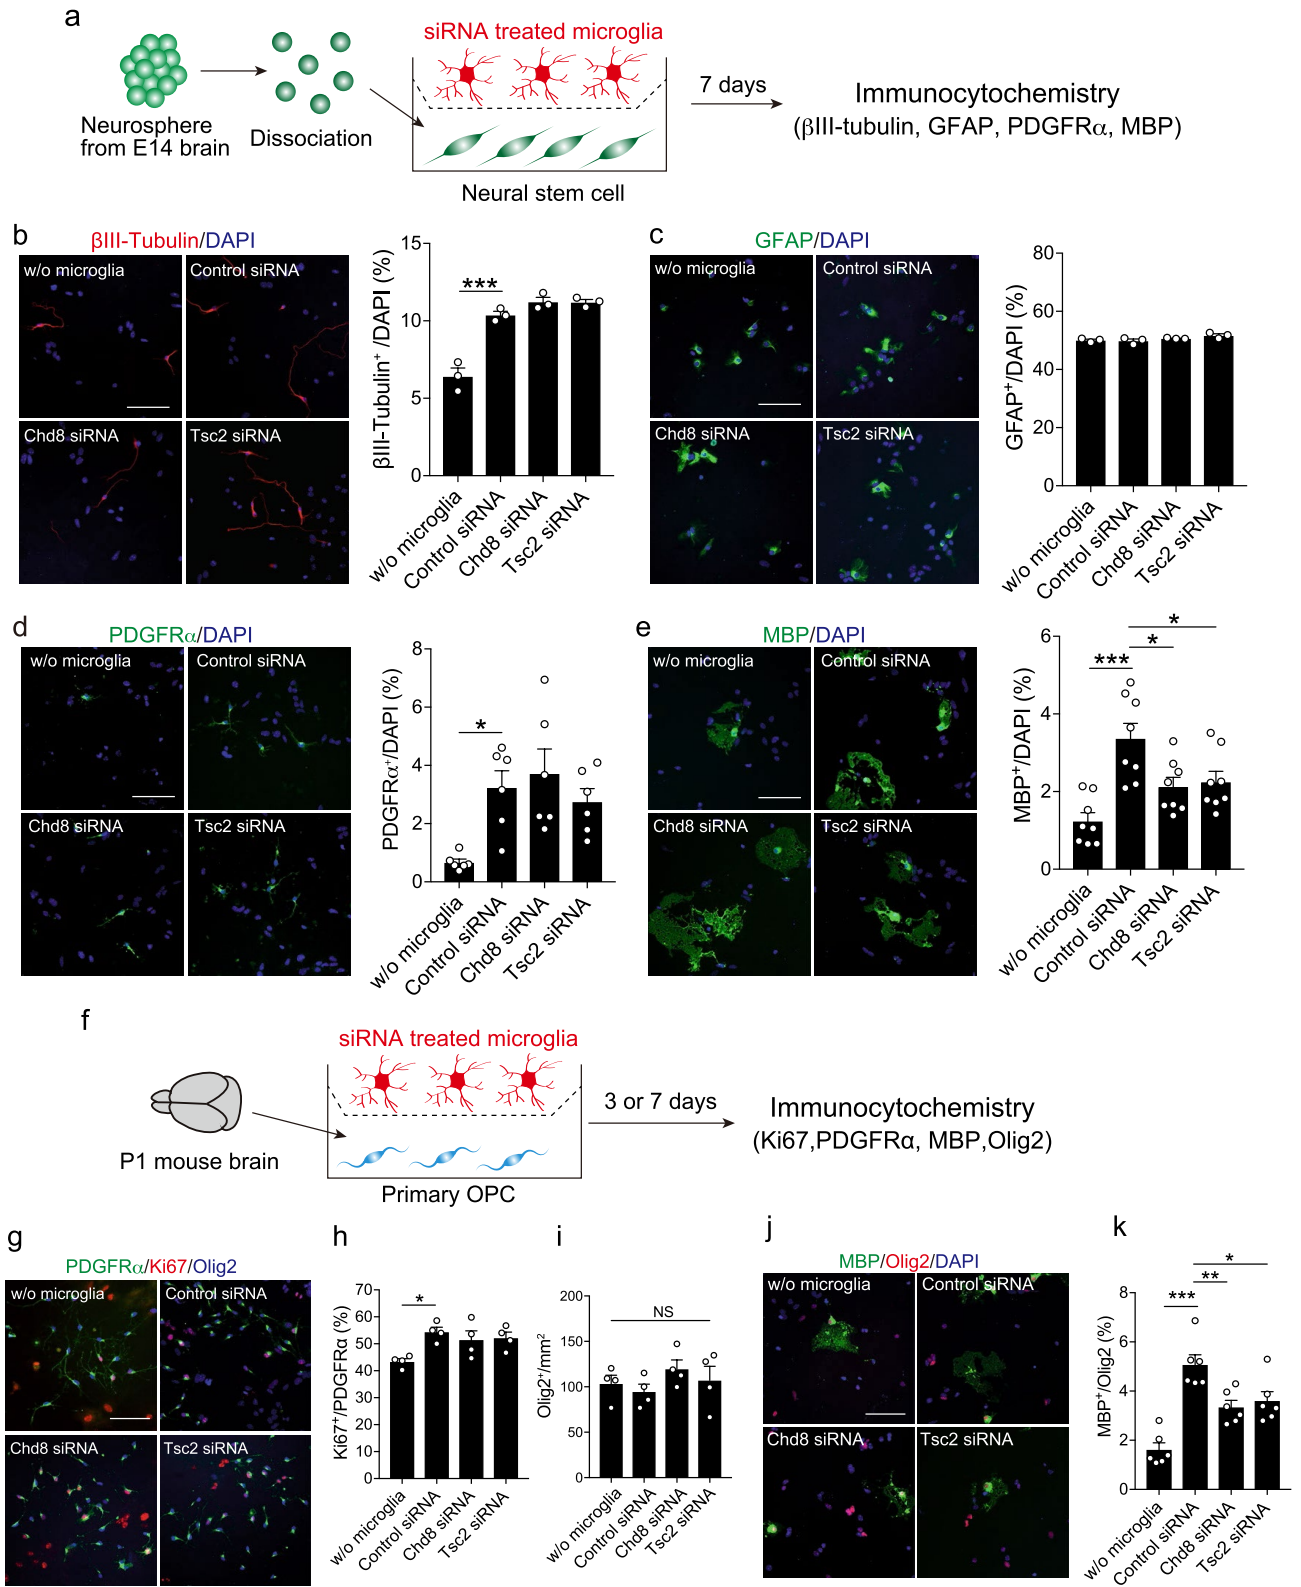 a
siRNA treated microglia
7 days
Immunocytochemistry
(βIII-tubulin, GFAP, PDGFRα, MBP)
Neurosphere
from E14 brain
Dissociation
Neural stem cell
b
βIII-Tubulin/DAPI
w/o microglia
Control siRNA
Chd8 siRNA
Tsc2 siRNA
βIII-Tubulin⁺ /DAPI (%)
15
10
5
0
***
w/o microglia
Control siRNA
Chd8 siRNA
Tsc2 siRNA
c
GFAP/DAPI
w/o microglia
Control siRNA
Chd8 siRNA
Tsc2 siRNA
GFAP⁺/DAPI (%)
80
60
40
20
0
w/o microglia
Control siRNA
Chd8 siRNA
Tsc2 siRNA
d
PDGFRα/DAPI
w/o microglia
Control siRNA
Chd8 siRNA
Tsc2 siRNA
PDGFRα⁺/DAPI (%)
8
6
4
2
0
*
w/o microglia
Control siRNA
Chd8 siRNA
Tsc2 siRNA
e
MBP/DAPI
w/o microglia
Control siRNA
Chd8 siRNA
Tsc2 siRNA
MBP⁺/DAPI (%)
6
4
2
0
*
*
***
w/o microglia
Control siRNA
Chd8 siRNA
Tsc2 siRNA
f
siRNA treated microglia
3 or 7 days
Immunocytochemistry
(Ki67,PDGFRα, MBP,Olig2)
P1 mouse brain
Primary OPC
g
PDGFRα/Ki67/Olig2
w/o microglia
Control siRNA
Chd8 siRNA
Tsc2 siRNA
h
Ki67⁺/PDGFRα (%)
70
60
50
40
30
20
10
0
*
w/o microglia
Control siRNA
Chd8 siRNA
Tsc2 siRNA
i
Olig2⁺/mm²
200
150
100
50
0
NS
w/o microglia
Control siRNA
Chd8 siRNA
Tsc2 siRNA
j
MBP/Olig2/DAPI
w/o microglia
Control siRNA
Chd8 siRNA
Tsc2 siRNA
k
MBP⁺/Olig2 (%)
8
6
4
2
0
*
**
***
w/o microglia
Control siRNA
Chd8 siRNA
Tsc2 siRNA